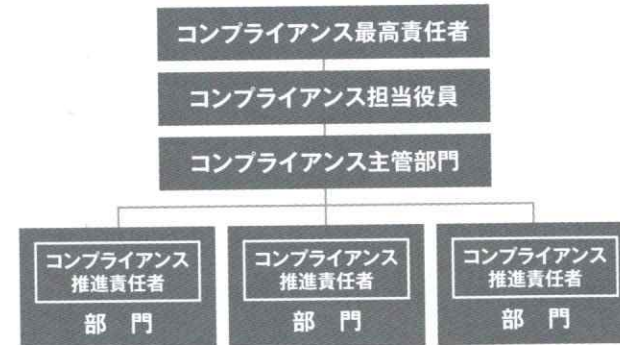 コンプライアンス最高責任者
コンプライアンス担当役員
コンプライアンス主管部門
コンプライアンス
推進責任者
部 門
コンプライアンス
推進責任者
部 門
コンプライアンス
推進責任者
部 門